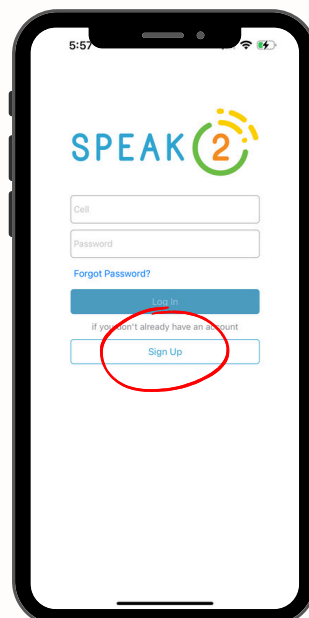 5:57
SPEAK 2
Cell
Password
Forgot Password?
Log In
if you don't already have an account
Sign Up